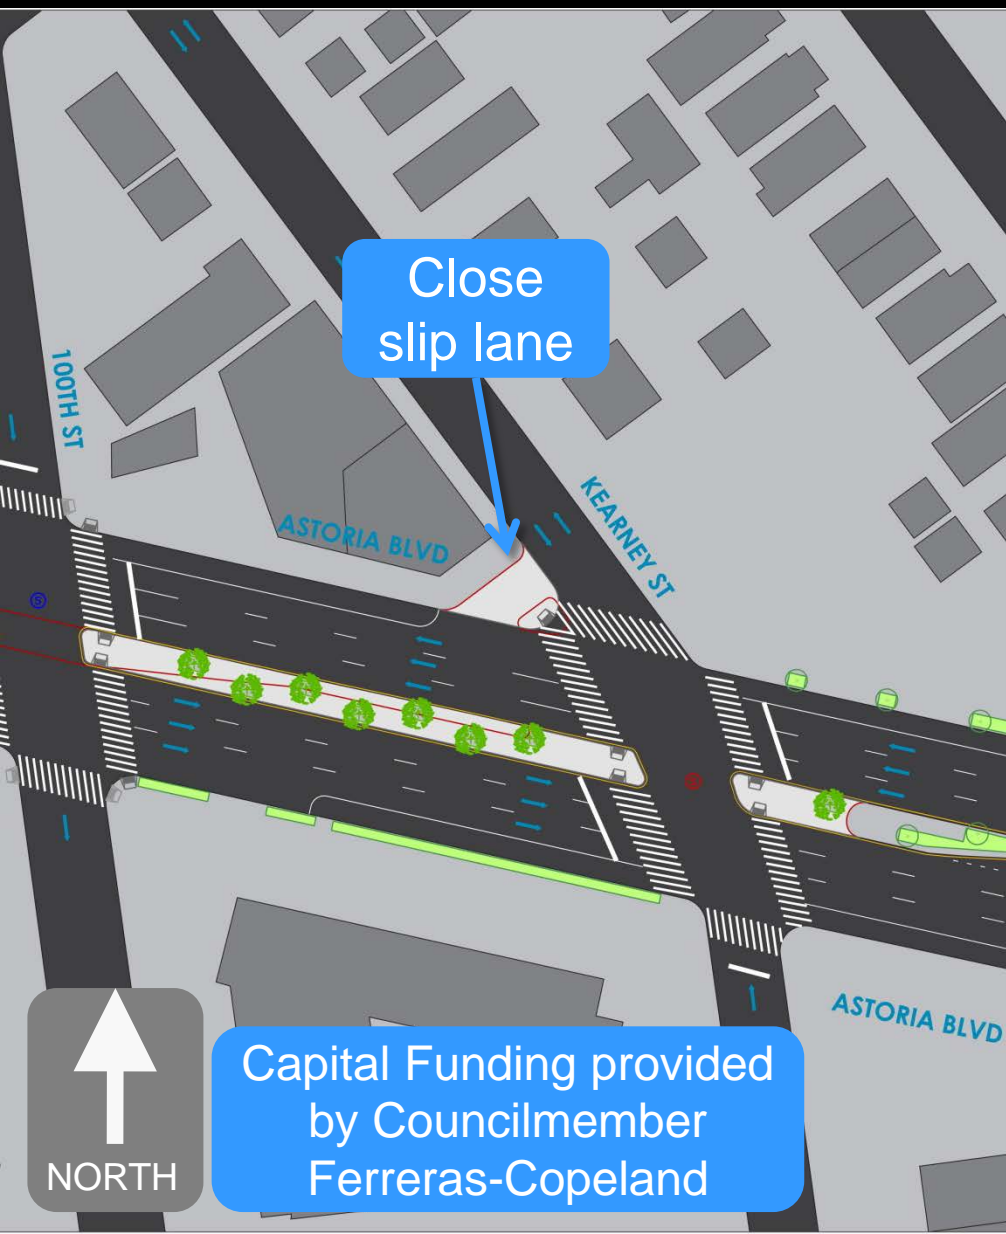 Close
slip lane
100TH ST
ASTORIA BLVD
KEARNEY ST
ASTORIA BLVD
NORTH
Capital Funding provided
by Councilmember
Ferreras-Copeland